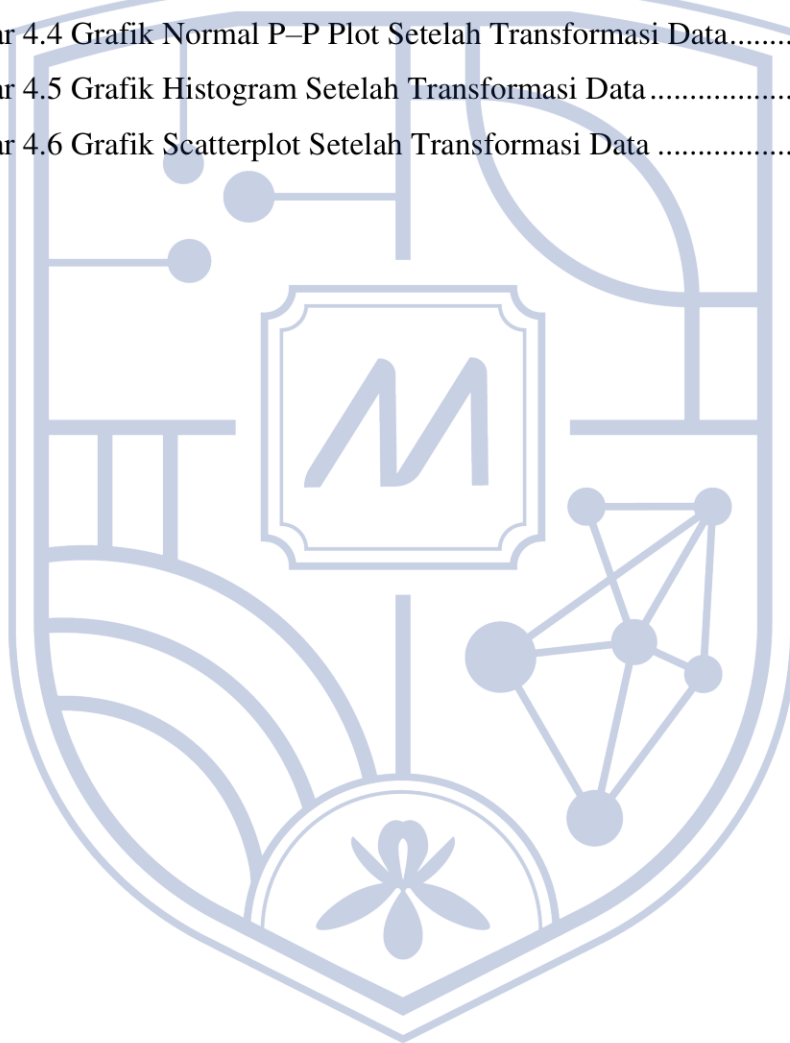 ar 4.4 Grafik Normal P–P Plot Setelah Transformasi Data........
ar 4.5 Grafik Histogram Setelah Transformasi Data..................
ar 4.6 Grafik Scatterplot Setelah Transformasi Data .................
M